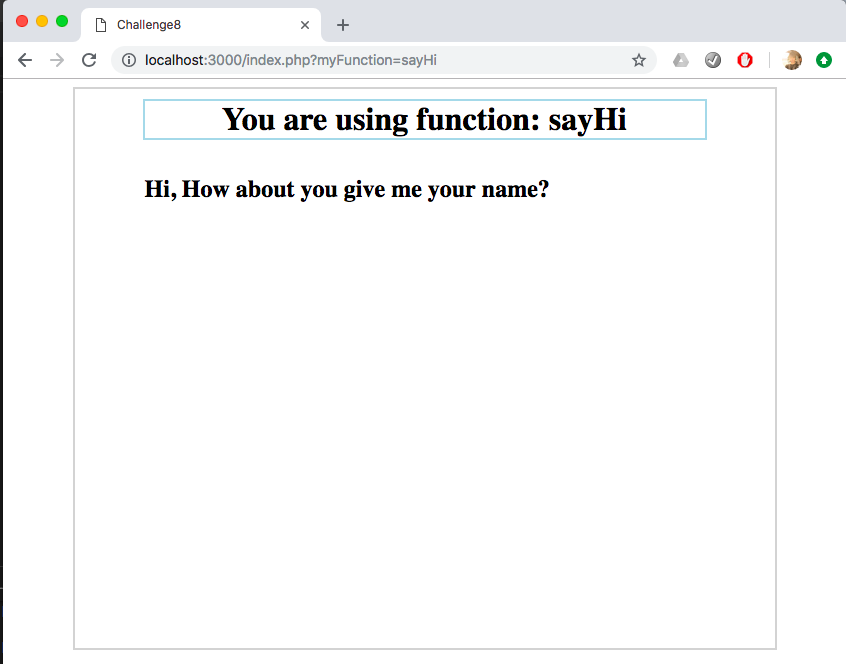 Challenge8
localhost:3000/index.php?myFunction=sayHi
You are using function: sayHi
Hi, How about you give me your name?